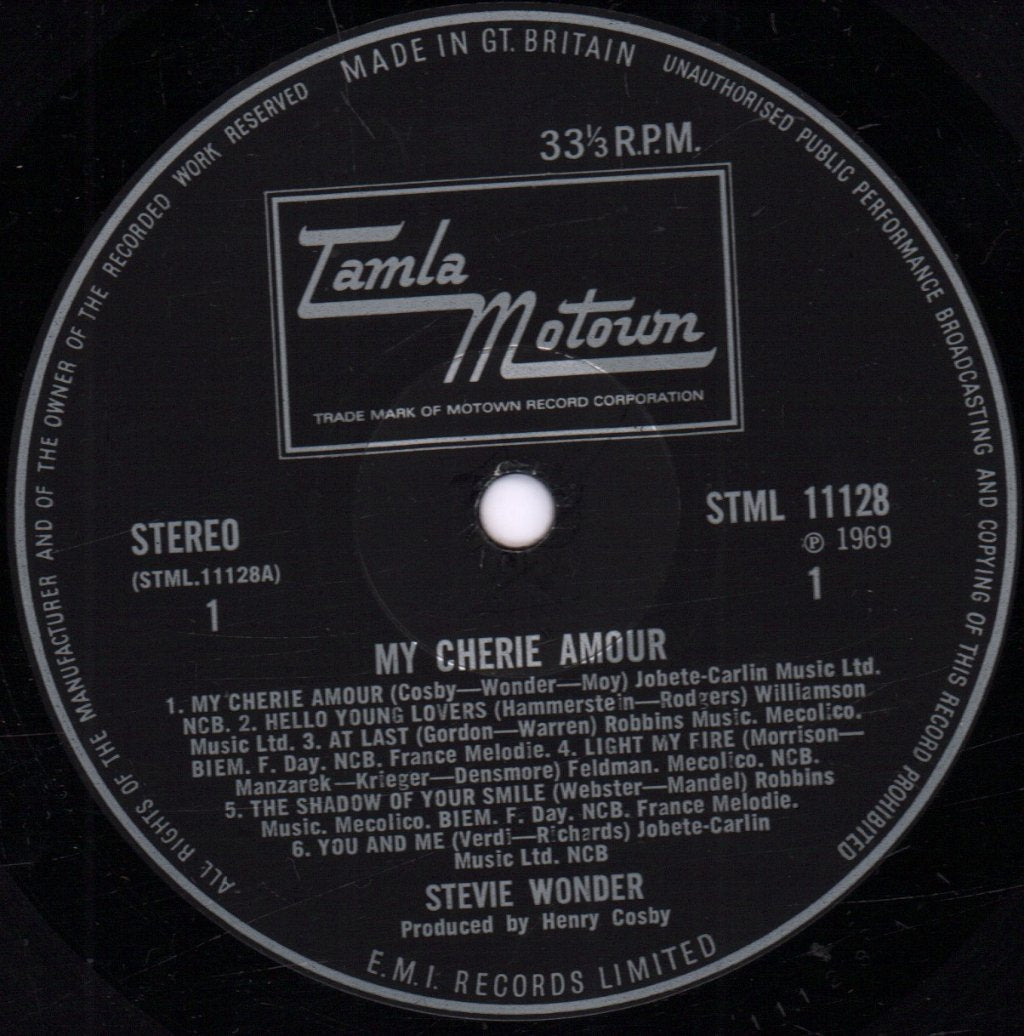 MADE IN GT. BRITAIN
UNAUTHORISED PUBLIC PERFORMANCE BROADCASTING AND COPYING OF THIS RECORD PROHIBITED
ALL RIGHTS OF THE MANUFACTURER AND OF THE OWNER OF THE RECORDED WORK RESERVED
33⅓ R.P.M.
Tamla
Motown
TRADE MARK OF MOTOWN RECORD CORPORATION
STEREO
(STML.11128A)
1
STML 11128
℗ 1969
1
MY CHERIE AMOUR
1. MY CHERIE AMOUR (Cosby—Wonder—Moy) Jobete-Carlin Music Ltd.
NCB. 2. HELLO YOUNG LOVERS (Hammerstein—Rodgers) Williamson
Music Ltd. 3. AT LAST (Gordon—Warren) Robbins Music. Mecolico.
BIEM. F. Day. NCB. France Melodie. 4. LIGHT MY FIRE (Morrison—
Manzarek—Krieger—Densmore) Feldman. Mecolico. NCB.
5. THE SHADOW OF YOUR SMILE (Webster—Mandel) Robbins
Music. Mecolico. BIEM. F. Day. NCB. France Melodie.
6. YOU AND ME (Verdi—Richards) Jobete-Carlin
Music Ltd. NCB
STEVIE WONDER
Produced by Henry Cosby
E.M.I. RECORDS LIMITED